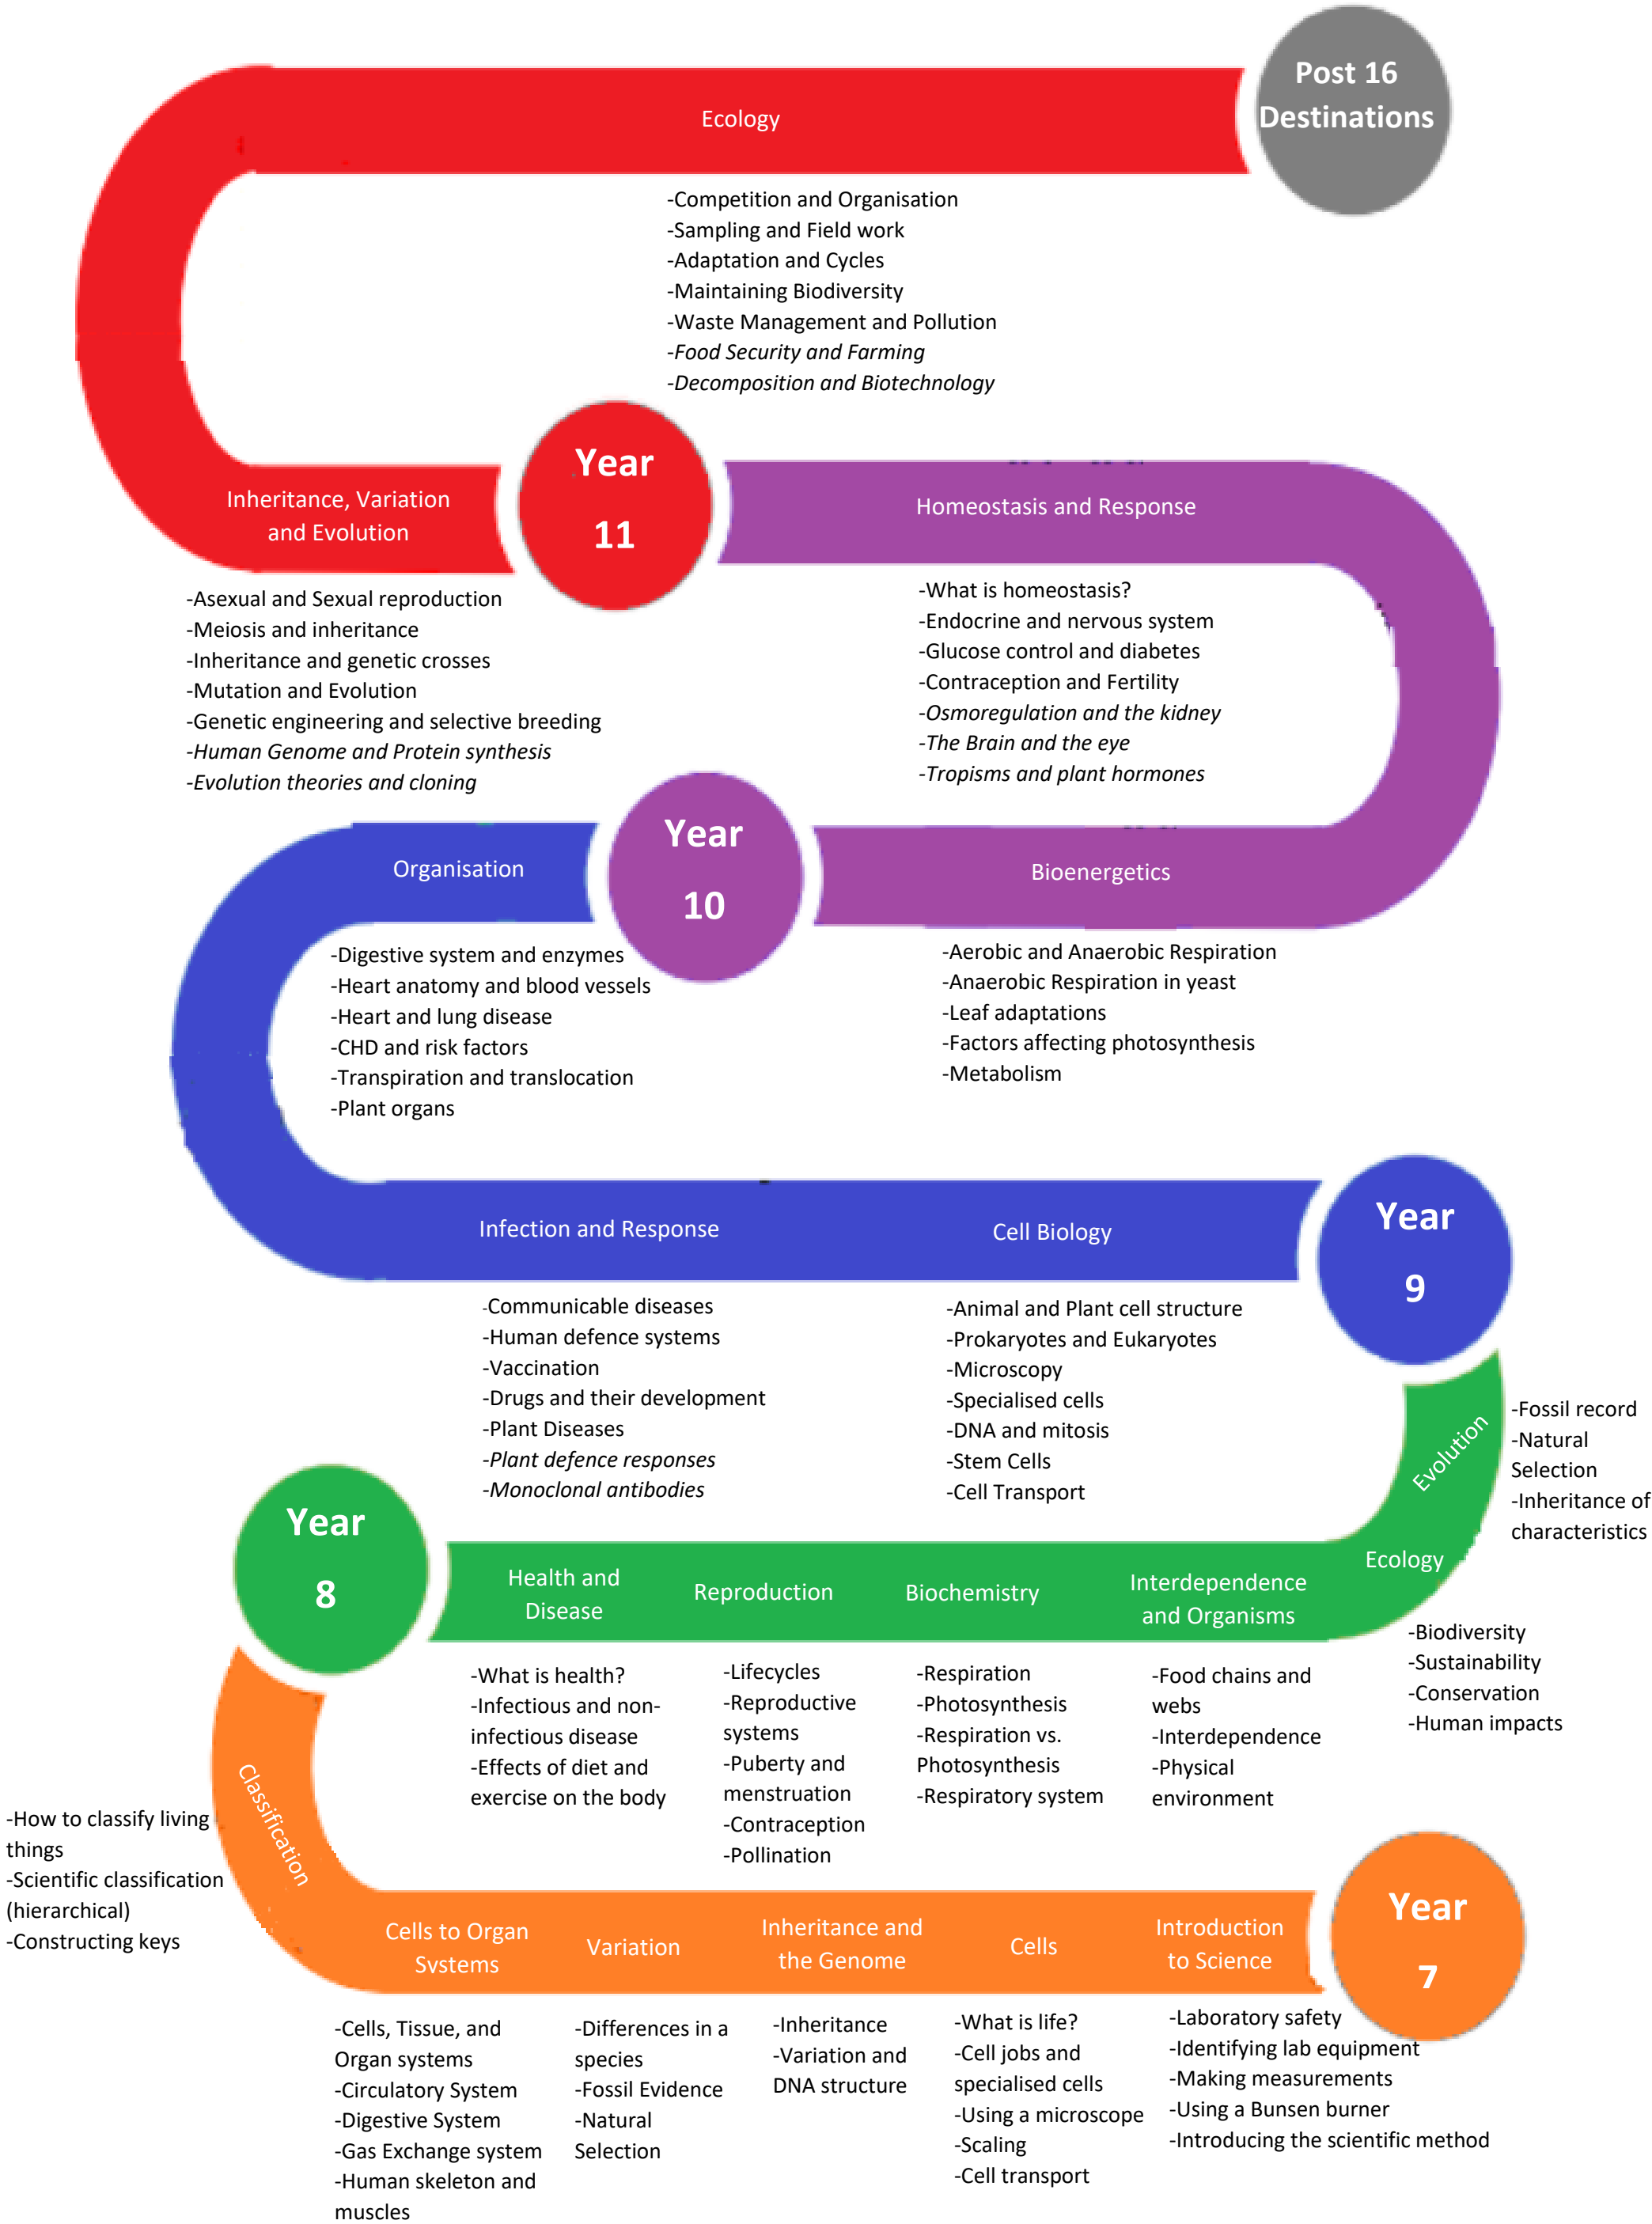 Post 16
Destinations
Ecology
-Competition and Organisation
-Sampling and Field work
-Adaptation and Cycles
-Maintaining Biodiversity
-Waste Management and Pollution
-Food Security and Farming
-Decomposition and Biotechnology
Year
11
Inheritance, Variation
and Evolution
-Asexual and Sexual reproduction
-Meiosis and inheritance
-Inheritance and genetic crosses
-Mutation and Evolution
-Genetic engineering and selective breeding
-Human Genome and Protein synthesis
-Evolution theories and cloning
Homeostasis and Response
-What is homeostasis?
-Endocrine and nervous system
-Glucose control and diabetes
-Contraception and Fertility
-Osmoregulation and the kidney
-The Brain and the eye
-Tropisms and plant hormones
Year
10
Organisation
-Digestive system and enzymes
-Heart anatomy and blood vessels
-Heart and lung disease
-CHD and risk factors
-Transpiration and translocation
-Plant organs
Bioenergetics
-Aerobic and Anaerobic Respiration
-Anaerobic Respiration in yeast
-Leaf adaptations
-Factors affecting photosynthesis
-Metabolism
Infection and Response
-Communicable diseases
-Human defence systems
-Vaccination
-Drugs and their development
-Plant Diseases
-Plant defence responses
-Monoclonal antibodies
Cell Biology
-Animal and Plant cell structure
-Prokaryotes and Eukaryotes
-Microscopy
-Specialised cells
-DNA and mitosis
-Stem Cells
-Cell Transport
Year
9
Evolution
-Fossil record
-Natural
Selection
-Inheritance of
characteristics
Year
8
Health and
Disease
-What is health?
-Infectious and non-
infectious disease
-Effects of diet and
exercise on the body
Reproduction
-Lifecycles
-Reproductive
systems
-Puberty and
menstruation
-Contraception
-Pollination
Biochemistry
-Respiration
-Photosynthesis
-Respiration vs.
Photosynthesis
-Respiratory system
Interdependence
and Organisms
-Food chains and
webs
-Interdependence
-Physical
environment
Ecology
-Biodiversity
-Sustainability
-Conservation
-Human impacts
Classification
-How to classify living
things
-Scientific classification
(hierarchical)
-Constructing keys
Cells to Organ
Systems
-Cells, Tissue, and
Organ systems
-Circulatory System
-Digestive System
-Gas Exchange system
-Human skeleton and
muscles
Variation
-Differences in a
species
-Fossil Evidence
-Natural
Selection
Inheritance and
the Genome
-Inheritance
-Variation and
DNA structure
Cells
-What is life?
-Cell jobs and
specialised cells
-Using a microscope
-Scaling
-Cell transport
Introduction
to Science
-Laboratory safety
-Identifying lab equipment
-Making measurements
-Using a Bunsen burner
-Introducing the scientific method
Year
7